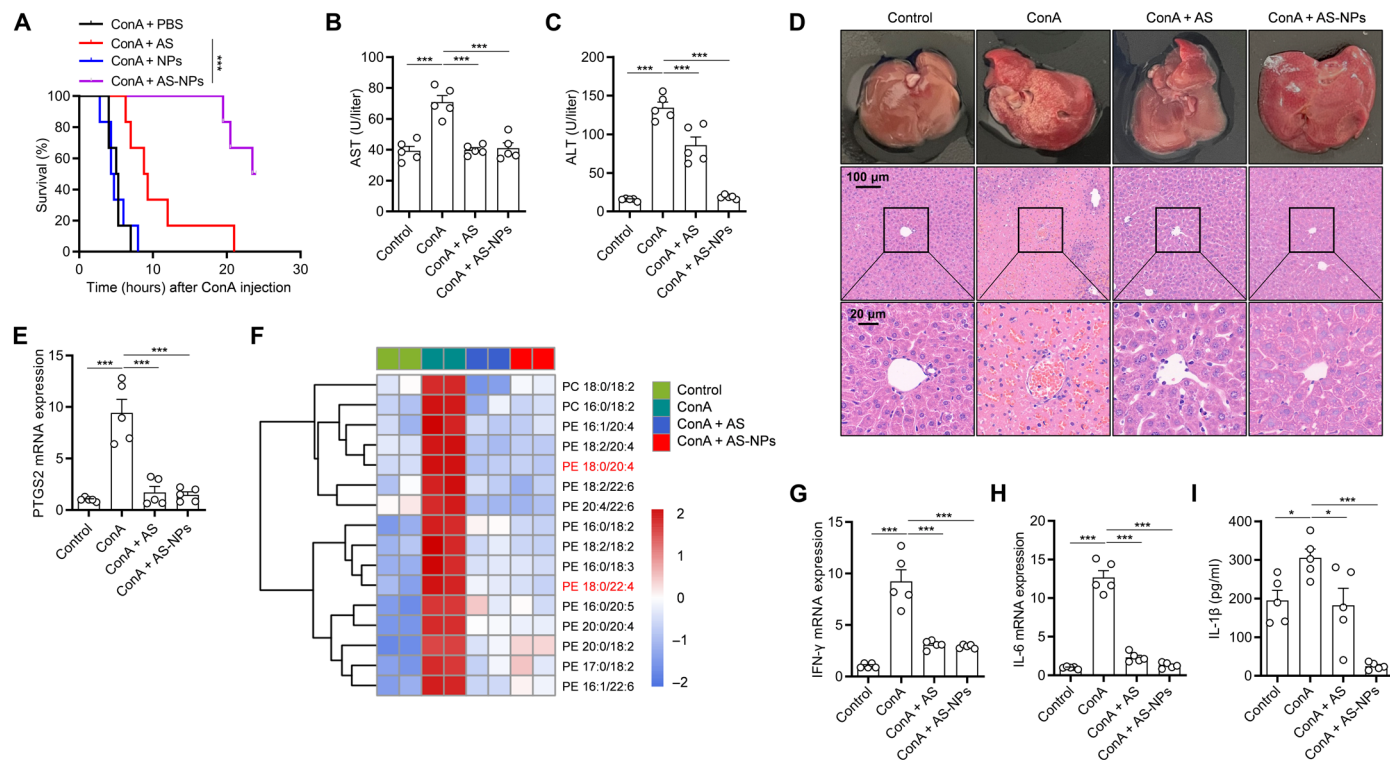 A
ConA + PBS
ConA + AS
ConA + NPs
ConA + AS-NPs
***
Survival (%)
100
80
60
40
20
0
0
10
20
30
Time (hours) after ConA injection
B
***
***
***
AST (U/liter)
100
80
60
40
20
0
Control
ConA
ConA + AS
ConA + AS-NPs
C
***
***
***
ALT (U/liter)
200
150
100
50
0
Control
ConA
ConA + AS
ConA + AS-NPs
D
Control
ConA
ConA + AS
ConA + AS-NPs
100 μm
20 μm
E
***
***
***
PTGS2 mRNA expression
15
10
5
0
Control
ConA
ConA + AS
ConA + AS-NPs
F
PC 18:0/18:2
PC 16:0/18:2
PE 16:1/20:4
PE 18:2/20:4
PE 18:0/20:4
PE 18:2/22:6
PE 20:4/22:6
PE 16:0/18:2
PE 18:2/18:2
PE 16:0/18:3
PE 18:0/22:4
PE 16:0/20:5
PE 20:0/20:4
PE 20:0/18:2
PE 17:0/18:2
PE 16:1/22:6
Control
ConA
ConA + AS
ConA + AS-NPs
2
1
0
−1
−2
G
***
***
***
IFN-γ mRNA expression
15
10
5
0
Control
ConA
ConA + AS
ConA + AS-NPs
H
***
***
***
IL-6 mRNA expression
20
15
10
5
0
Control
ConA
ConA + AS
ConA + AS-NPs
I
***
*
*
IL-1β (pg/ml)
400
300
200
100
0
Control
ConA
ConA + AS
ConA + AS-NPs